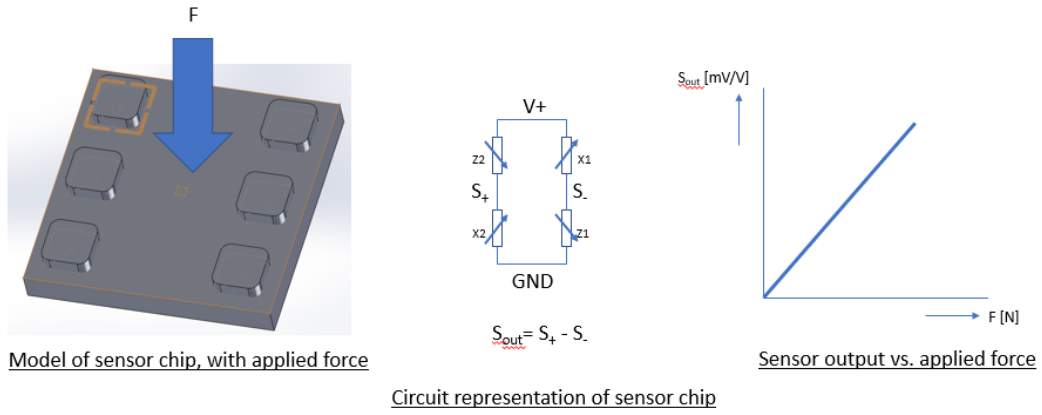 F
Model of sensor chip, with applied force
V+
Z2
X1
S+
S-
X2
Z1
GND
Sout= S+ - S-
Circuit representation of sensor chip
Sout [mV/V]
F [N]
Sensor output vs. applied force